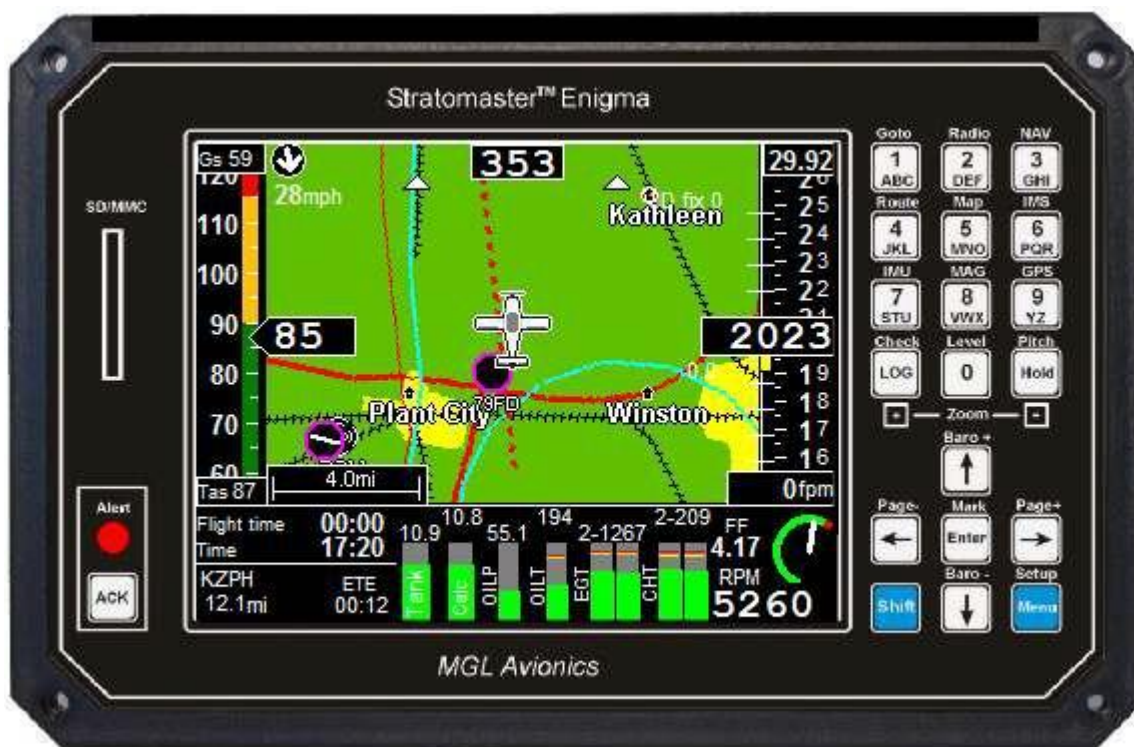 Stratomaster™ Enigma
SD/MMC
Alert
ACK
Gs 59
28mph
353
29.92
120
110
100
90
80
70
60
85
Tas 87
Kathleen
Plant City
79FD
Winston
4.0mi
26
25
24
23
22
21
2023
19
18
17
16
0fpm
Flight time 00:00
Time 17:20
KZPH
12.1mi
ETE
00:12
10.9 10.8 55.1 194 2-1267 2-209
Tank Calc OILP OILT EGT CHT
FF
4.17
RPM
5260
Goto Radio NAV
1 2 3
ABC DEF GHI
Route Map IMS
4 5 6
JKL MNO PQR
IMU MAG GPS
7 8 9
STU VWX YZ
Check Level Pitch
LOG 0 Hold
+ Zoom -
Baro +
Page- Mark Page+
Enter
Baro - Setup
Shift Menu
MGL Avionics